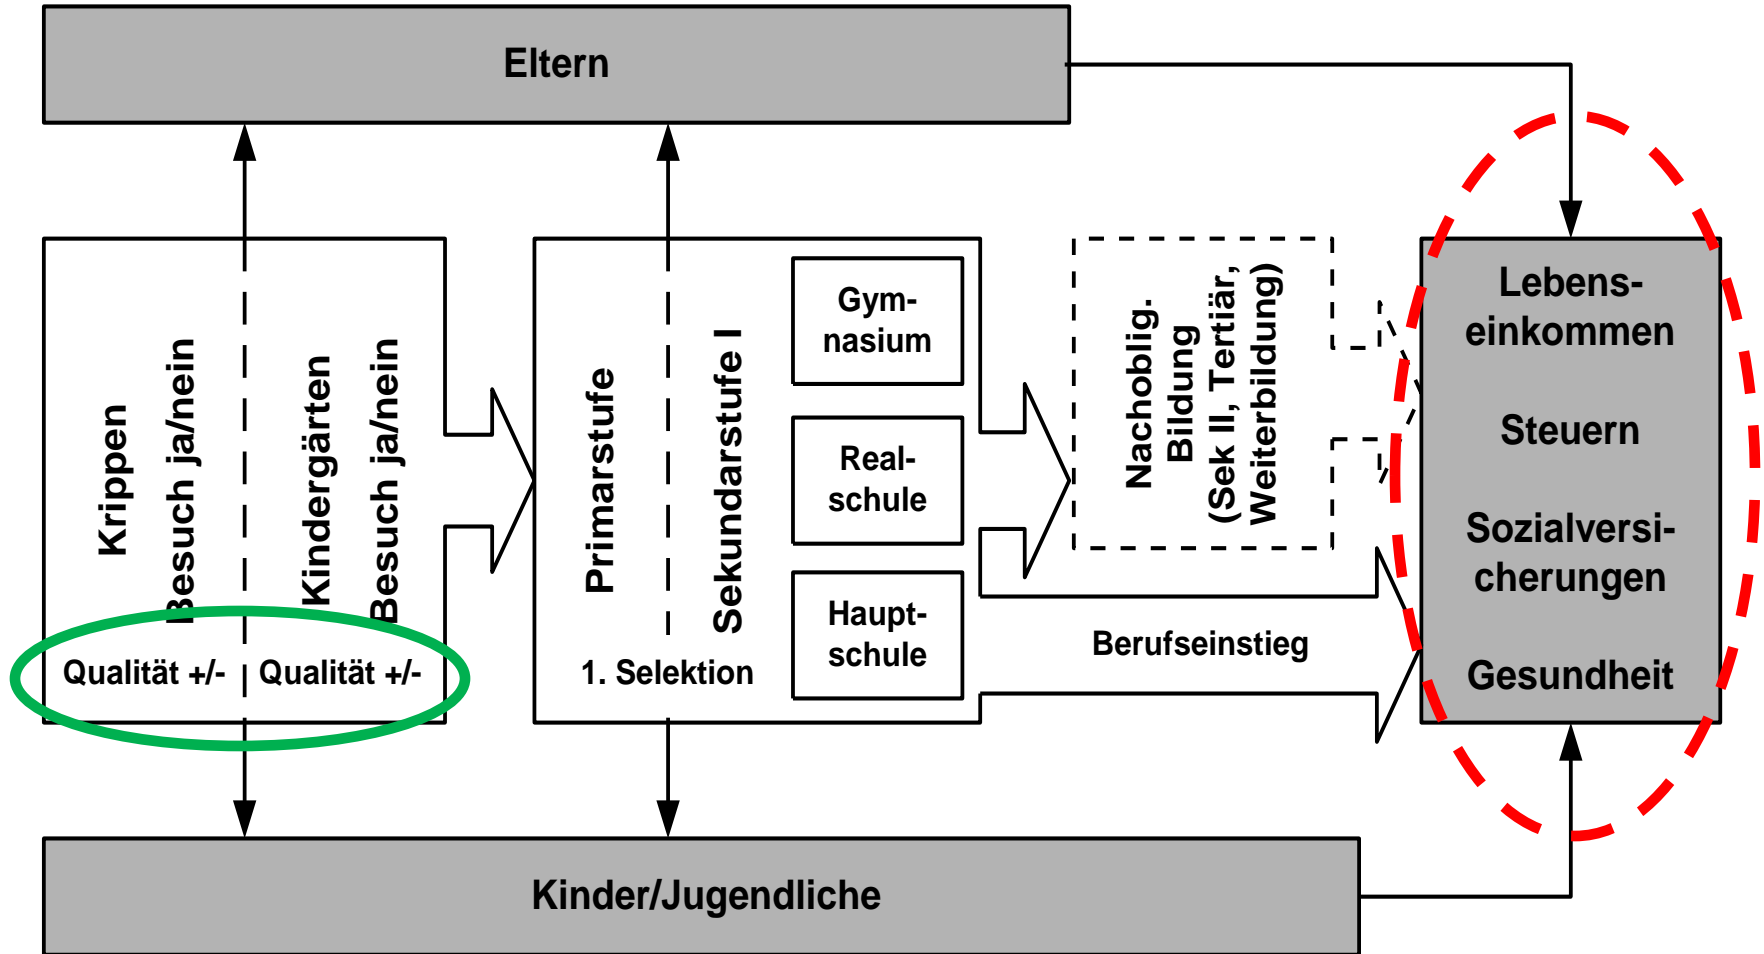 Eltern
Krippen
Besuch ja/nein
Kindergärten
Besuch ja/nein
Qualität +/-
Qualität +/-
Primarstufe
Sekundarstufe I
1. Selektion
Gym-
nasium
Real-
schule
Haupt-
schule
Nachoblig.
Bildung
(Sek II, Tertiär,
Weiterbildung)
Berufseinstieg
Lebens-
einkommen
Steuern
Sozialversi-
cherungen
Gesundheit
Kinder/Jugendliche